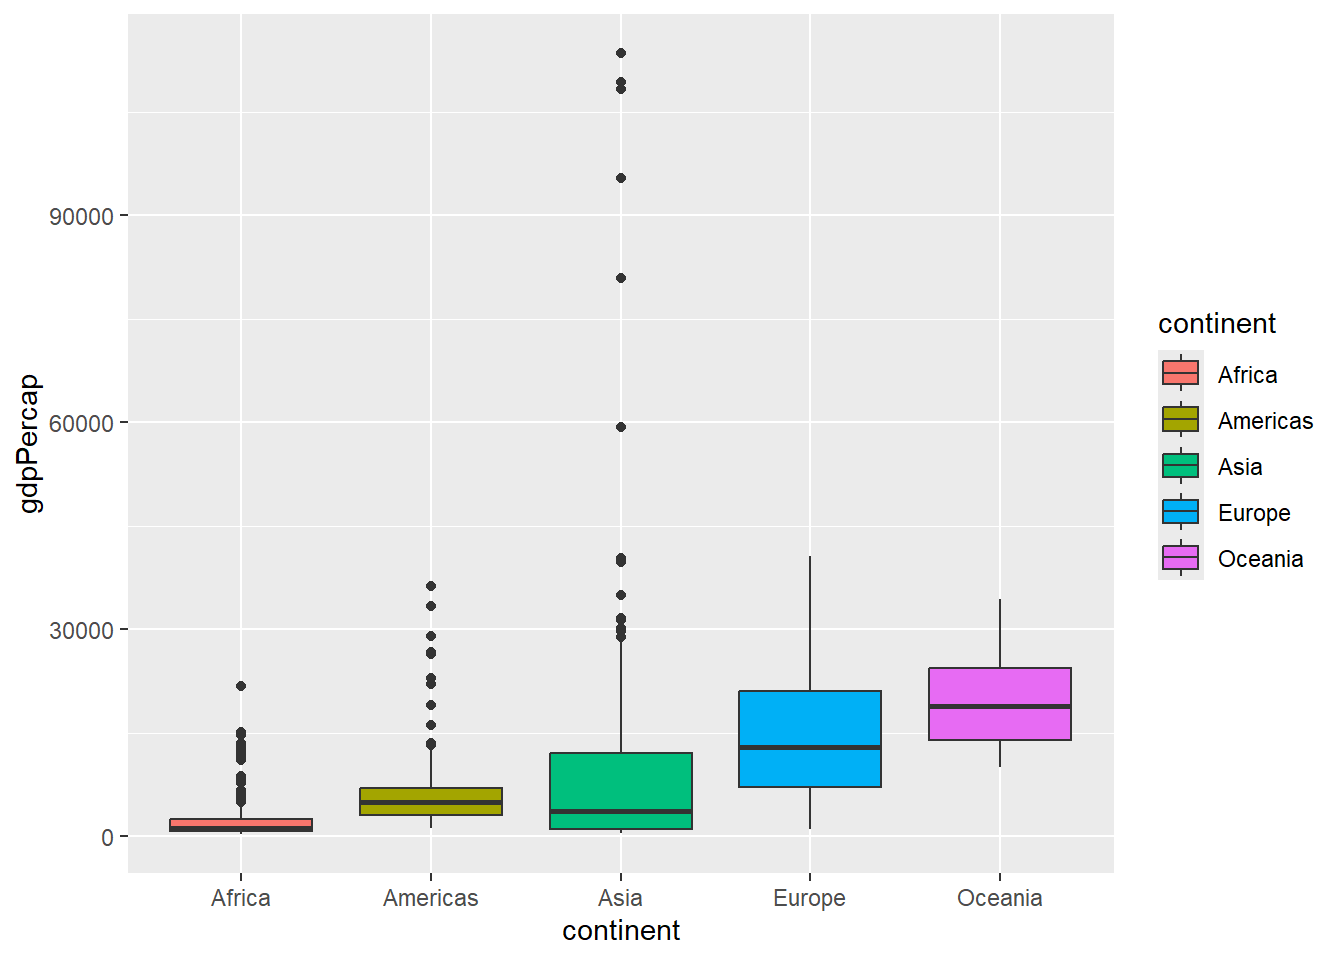 gdpPercap
90000
60000
30000
0
Africa
Americas
Asia
Europe
Oceania
continent
continent
Africa
Americas
Asia
Europe
Oceania